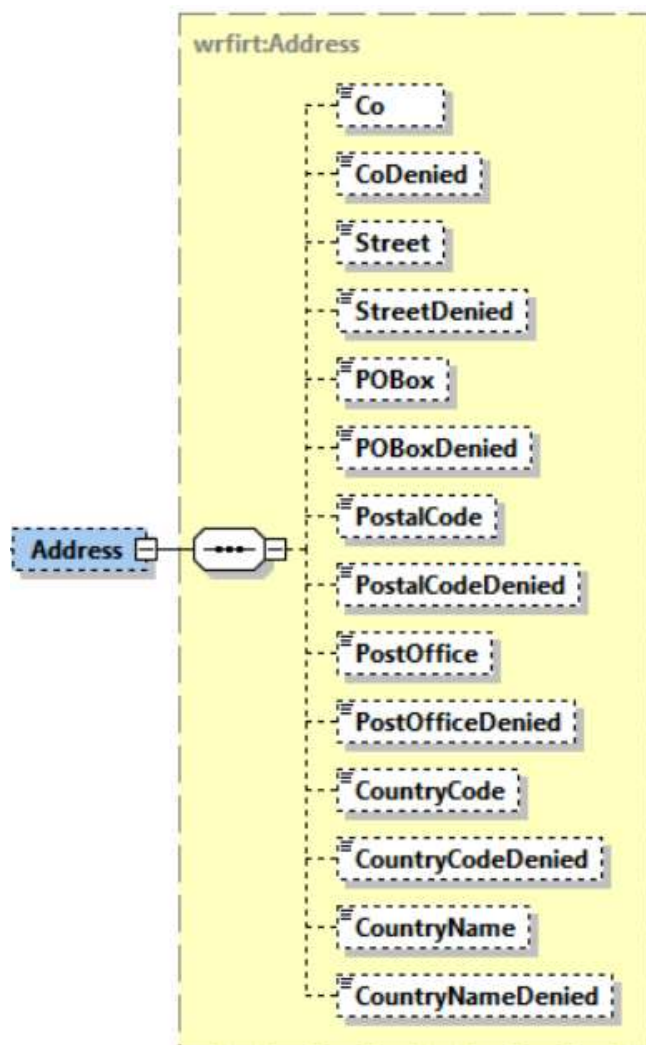 wrfirt:Address
Co
CoDenied
Street
StreetDenied
POBox
POBoxDenied
PostalCode
Address
PostalCodeDenied
PostOffice
PostOfficeDenied
CountryCode
CountryCodeDenied
CountryName
CountryNameDenied